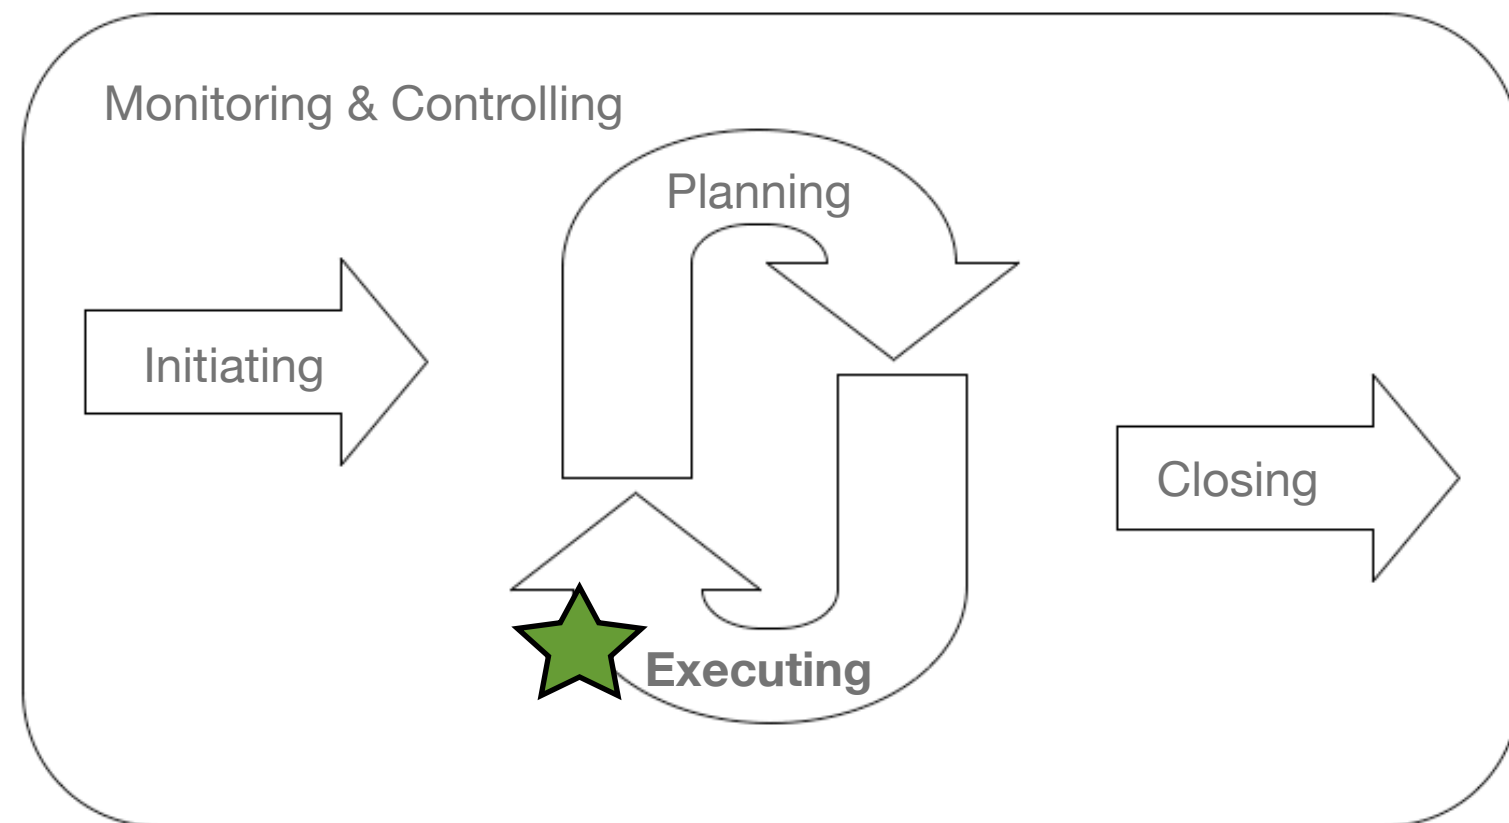 Monitoring & Controlling
Planning
Initiating
Closing
Executing